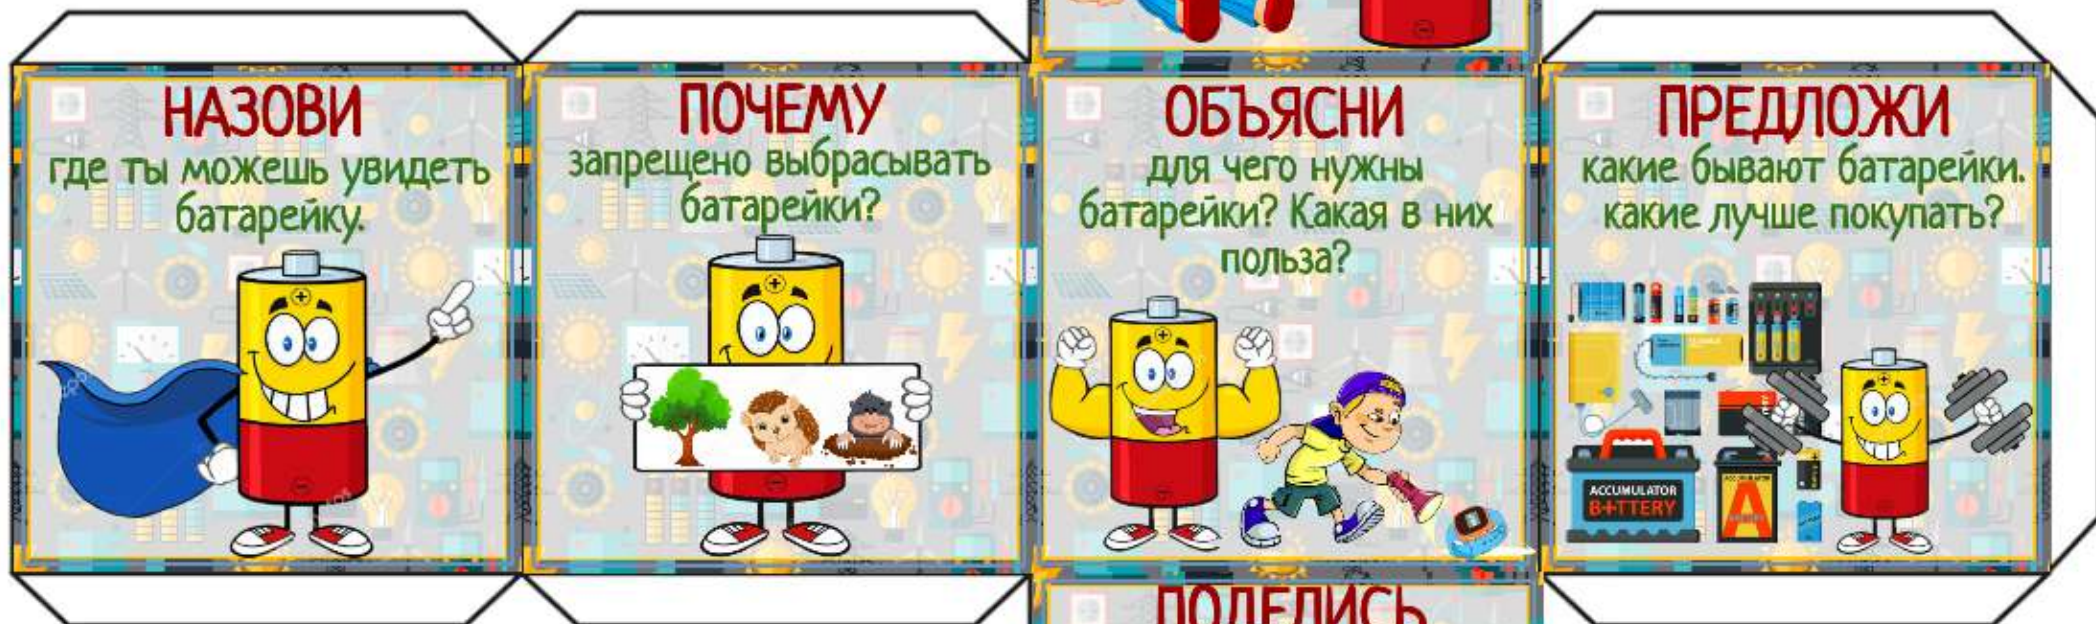 НАЗОВИ
где ты можешь увидеть
батарейку.
ПОЧЕМУ
запрещено выбрасывать
батарейки?
ОБЪЯСНИ
для чего нужны
батарейки? Какая в них
польза?
ПРЕДЛОЖИ
какие бывают батарейки.
какие лучше покупать?
ACCUMULATOR
B+TTERY
A
ПОДЕЛИСЬ